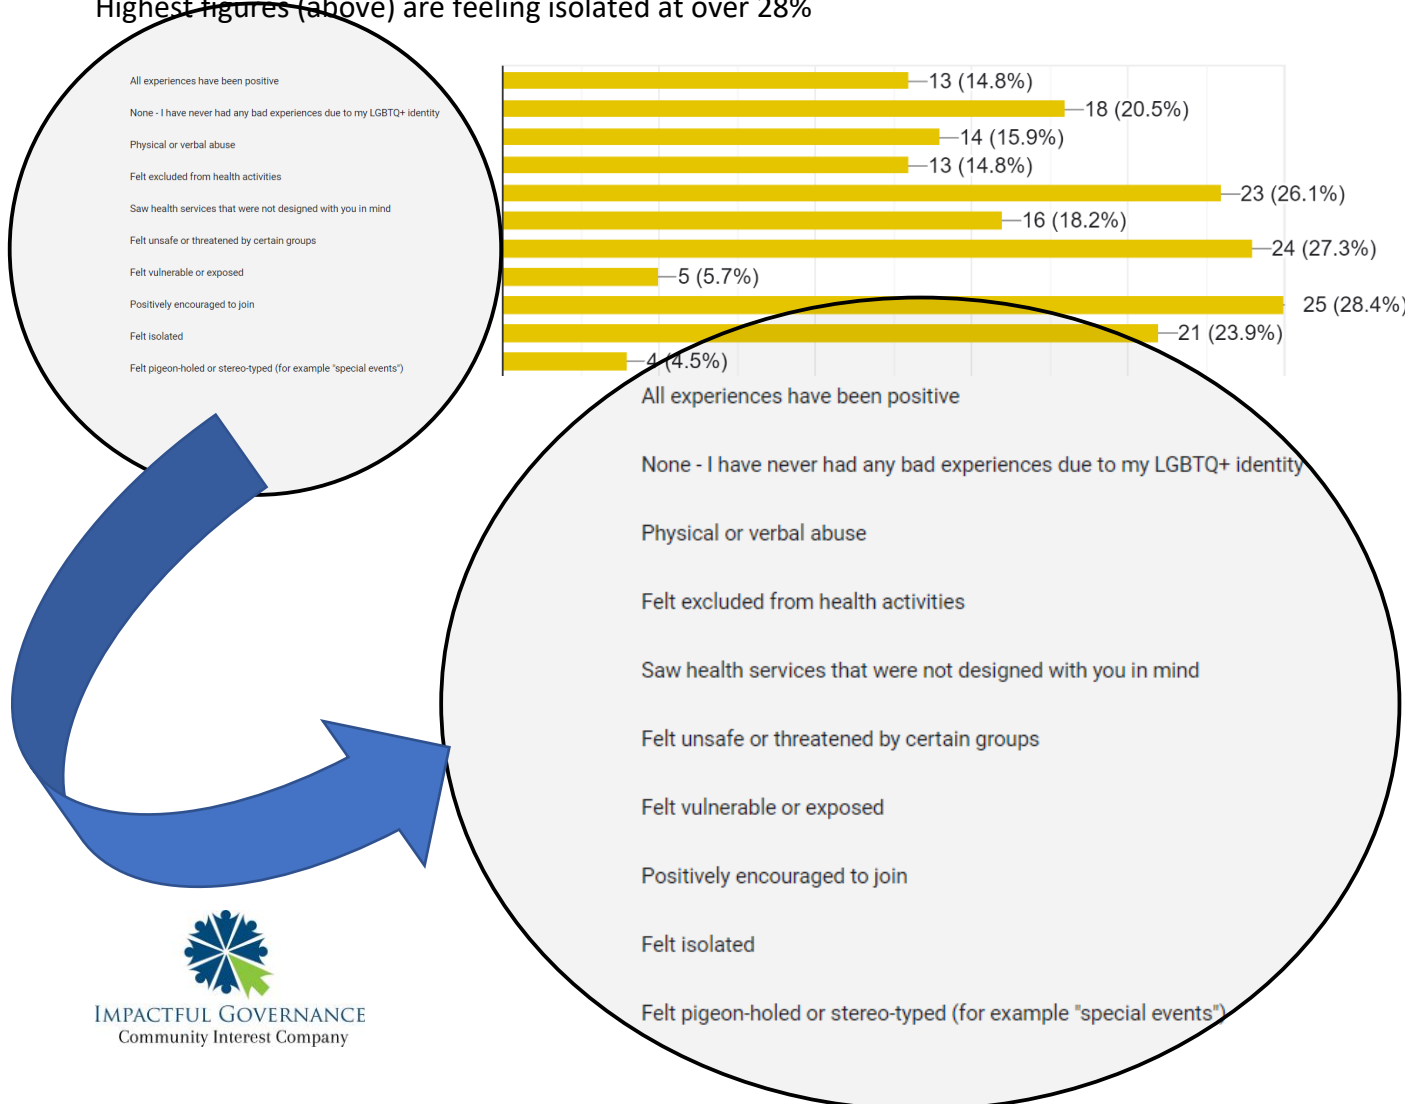 Highest figures (above) are feeling isolated at over 28%
All experiences have been positive
None - I have never had any bad experiences due to my LGBTQ+ identity
Physical or verbal abuse
Felt excluded from health activities
Saw health services that were not designed with you in mind
Felt unsafe or threatened by certain groups
Felt vulnerable or exposed
Positively encouraged to join
Felt isolated
Felt pigeon-holed or stereo-typed (for example "special events")
13 (14.8%)
18 (20.5%)
14 (15.9%)
13 (14.8%)
23 (26.1%)
16 (18.2%)
24 (27.3%)
5 (5.7%)
25 (28.4%)
21 (23.9%)
4 (4.5%)
All experiences have been positive
None - I have never had any bad experiences due to my LGBTQ+ identity
Physical or verbal abuse
Felt excluded from health activities
Saw health services that were not designed with you in mind
Felt unsafe or threatened by certain groups
Felt vulnerable or exposed
Positively encouraged to join
Felt isolated
Felt pigeon-holed or stereo-typed (for example "special events")
IMPACTFUL GOVERNANCE
Community Interest Company